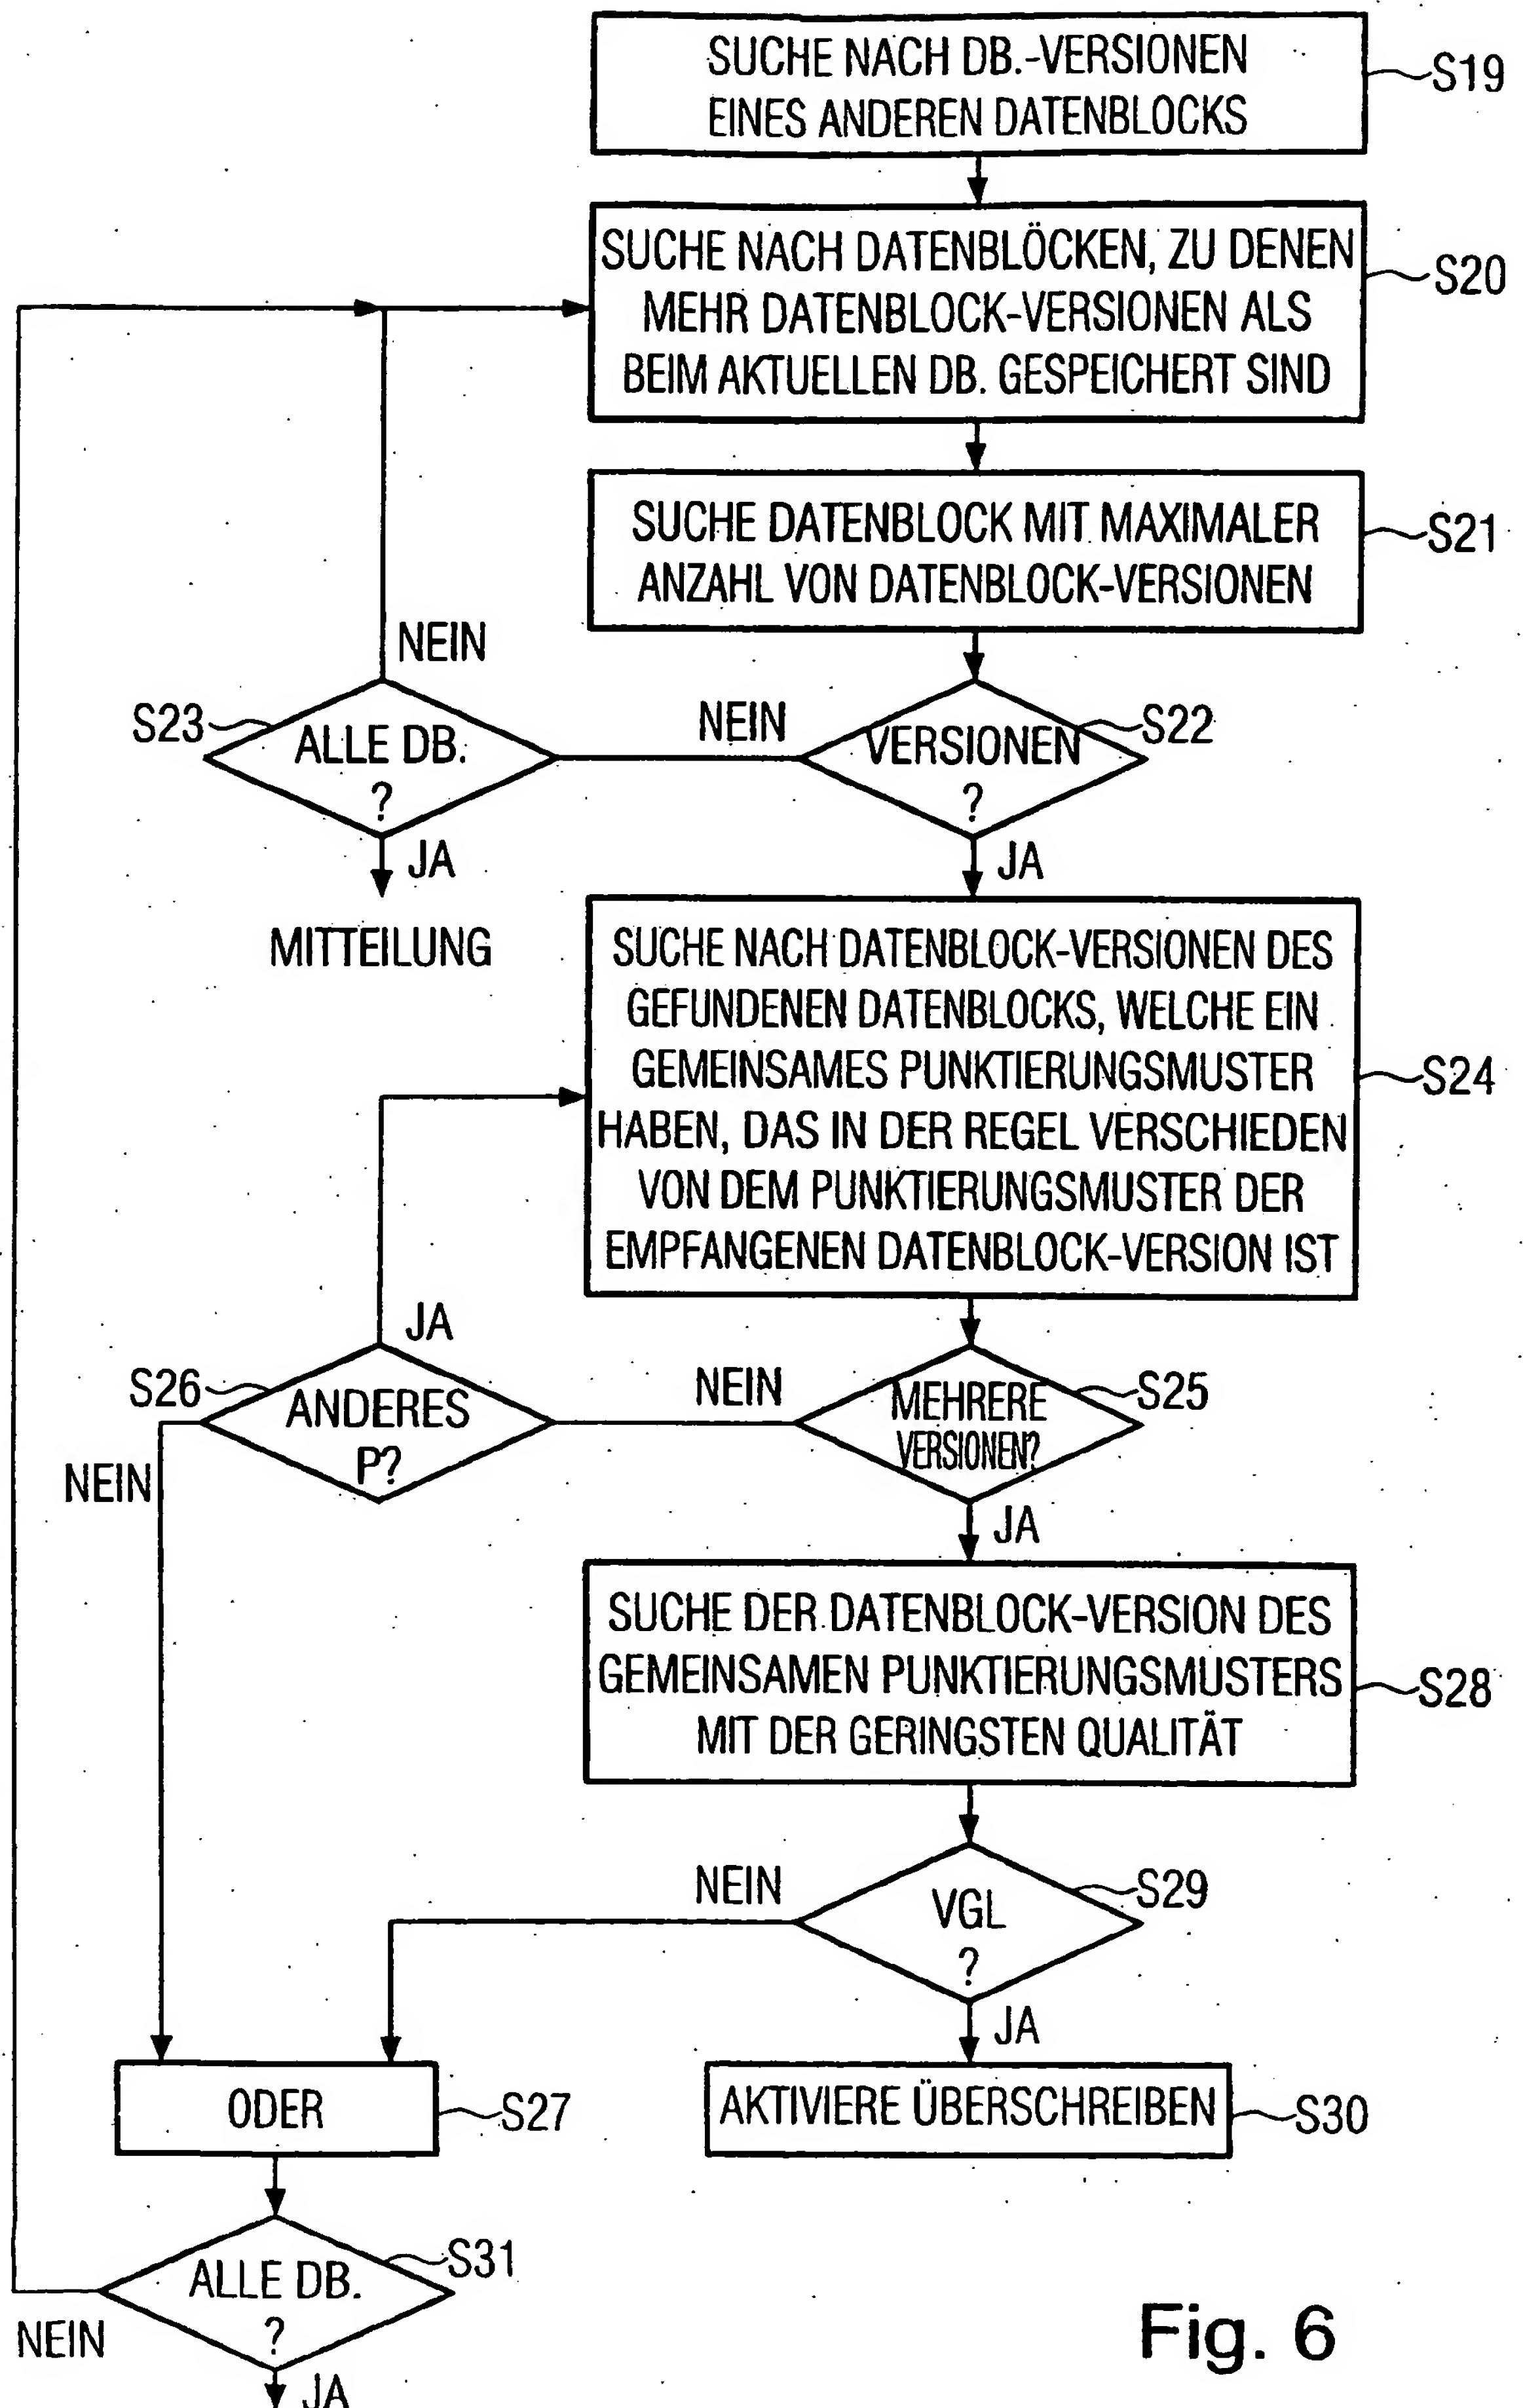 SUCHE NACH DB.-VERSIONEN
EINES ANDEREN DATENBLOCKS
S19
SUCHE NACH DATENBLÖCKEN, ZU DENEN
MEHR DATENBLOCK-VERSIONEN ALS
BEIM AKTUELLEN DB. GESPEICHERT SIND
S20
SUCHE DATENBLOCK MIT MAXIMALER
ANZAHL VON DATENBLOCK-VERSIONEN
S21
NEIN
S23
ALLE DB.
?
NEIN
VERSIONEN
?
S22
JA
JA
MITTEILUNG
SUCHE NACH DATENBLOCK-VERSIONEN DES
GEFUNDENEN DATENBLOCKS, WELCHE EIN
GEMEINSAMES PUNKTIERUNGSMUSTER
HABEN, DAS IN DER REGEL VERSCHIEDEN
VON DEM PUNKTIERUNGSMUSTER DER
EMPFANGENEN DATENBLOCK-VERSION IST
S24
JA
S26
ANDERES
P?
NEIN
NEIN
MEHRERE
VERSIONEN?
S25
JA
SUCHE DER DATENBLOCK-VERSION DES
GEMEINSAMEN PUNKTIERUNGSMUSTERS
MIT DER GERINGSTEN QUALITÄT
S28
NEIN
VGL
?
S29
JA
ODER
S27
AKTIVIERE ÜBERSCHREIBEN
S30
ALLE DB.
?
S31
NEIN
JA
Fig. 6